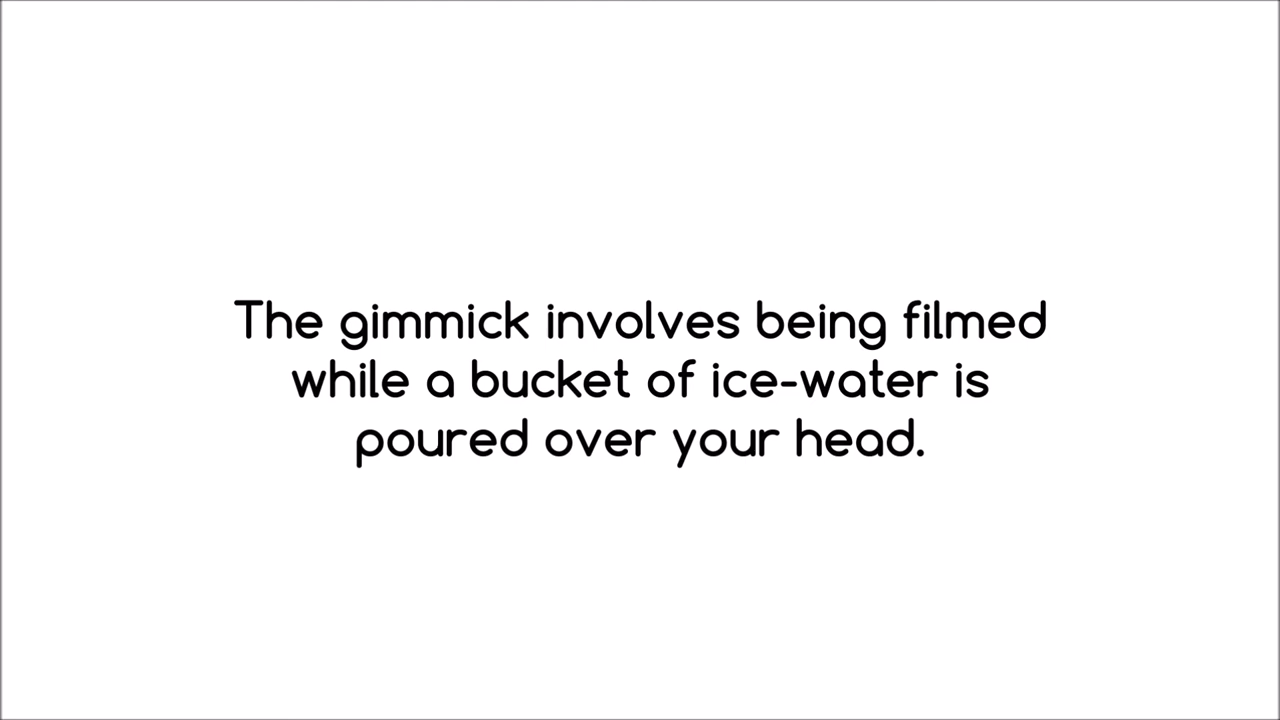 The gimmick involves being filmed
while a bucket of ice-water is
poured over your head.